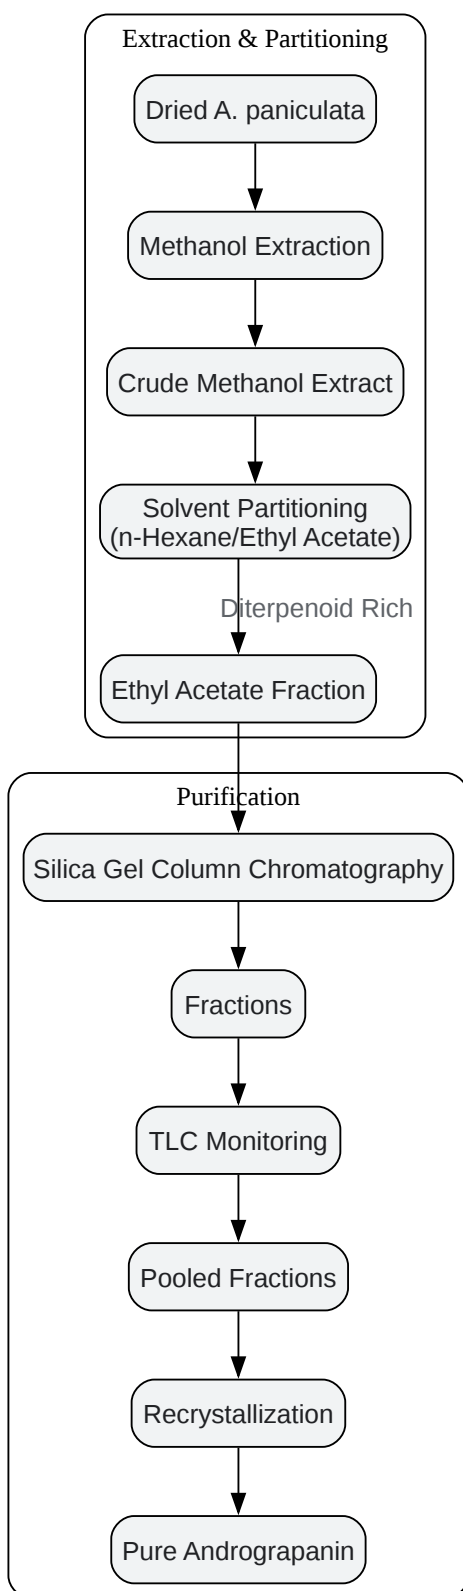 Extraction & Partitioning
Dried A. paniculata
Methanol Extraction
Crude Methanol Extract
Solvent Partitioning
(n-Hexane/Ethyl Acetate)
Diterpenoid Rich
Ethyl Acetate Fraction
Purification
Silica Gel Column Chromatography
Fractions
TLC Monitoring
Pooled Fractions
Recrystallization
Pure Andrograpanin